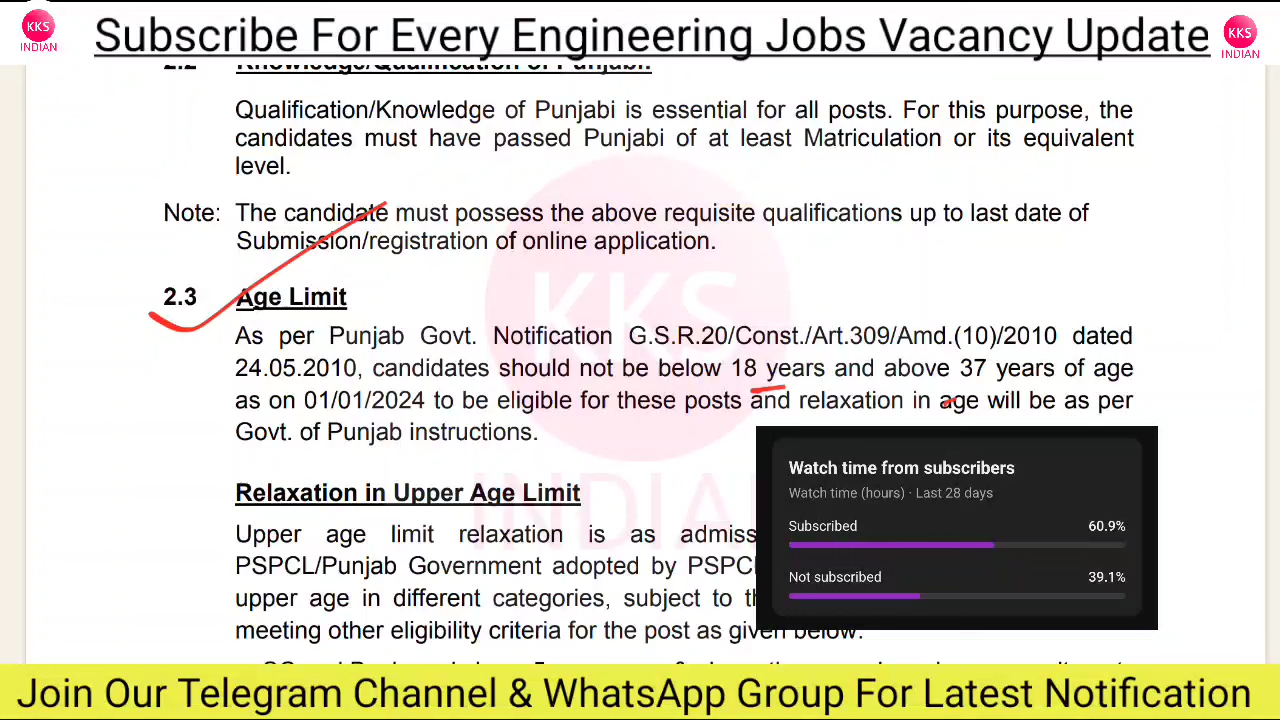 KKS
INDIAN
Subscribe For Every Engineering Jobs Vacancy Update
KKS
INDIAN
2.2 Knowledge/Qualification of Punjabi:
Qualification/Knowledge of Punjabi is essential for all posts. For this purpose, the
candidates must have passed Punjabi of at least Matriculation or its equivalent
level.
Note: The candidate must possess the above requisite qualifications up to last date of
Submission/registration of online application.
2.3 Age Limit
As per Punjab Govt. Notification G.S.R.20/Const./Art.309/Amd.(10)/2010 dated
24.05.2010, candidates should not be below 18 years and above 37 years of age
as on 01/01/2024 to be eligible for these posts and relaxation in age will be as per
Govt. of Punjab instructions.
KKS
INDIAN
Relaxation in Upper Age Limit
Upper age limit relaxation is as
PSPCL/Punjab Government adopted by
upper age in different categories, subject to
meeting other eligibility criteria for the post as given below:
Watch time from subscribers
Watch time (hours) · Last 28 days
Subscribed 60.9%
Not subscribed 39.1%
Join Our Telegram Channel & WhatsApp Group For Latest Notification